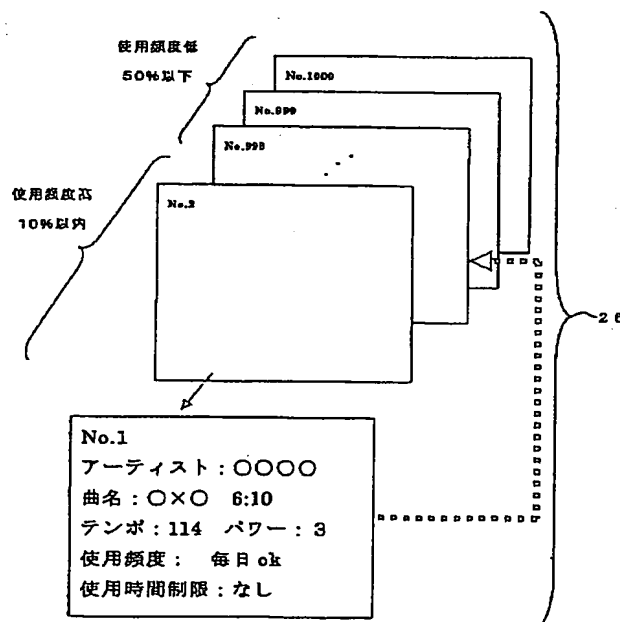 使用頻度低
50%以下
No.1000
No.999
No.998
使用頻度高
10%以内
No.2
26
No.1
アーティスト:○○○○
曲名:○×○ 6:10
テンポ:114 パワー:3
使用頻度: 毎日ok
使用時間制限:なし